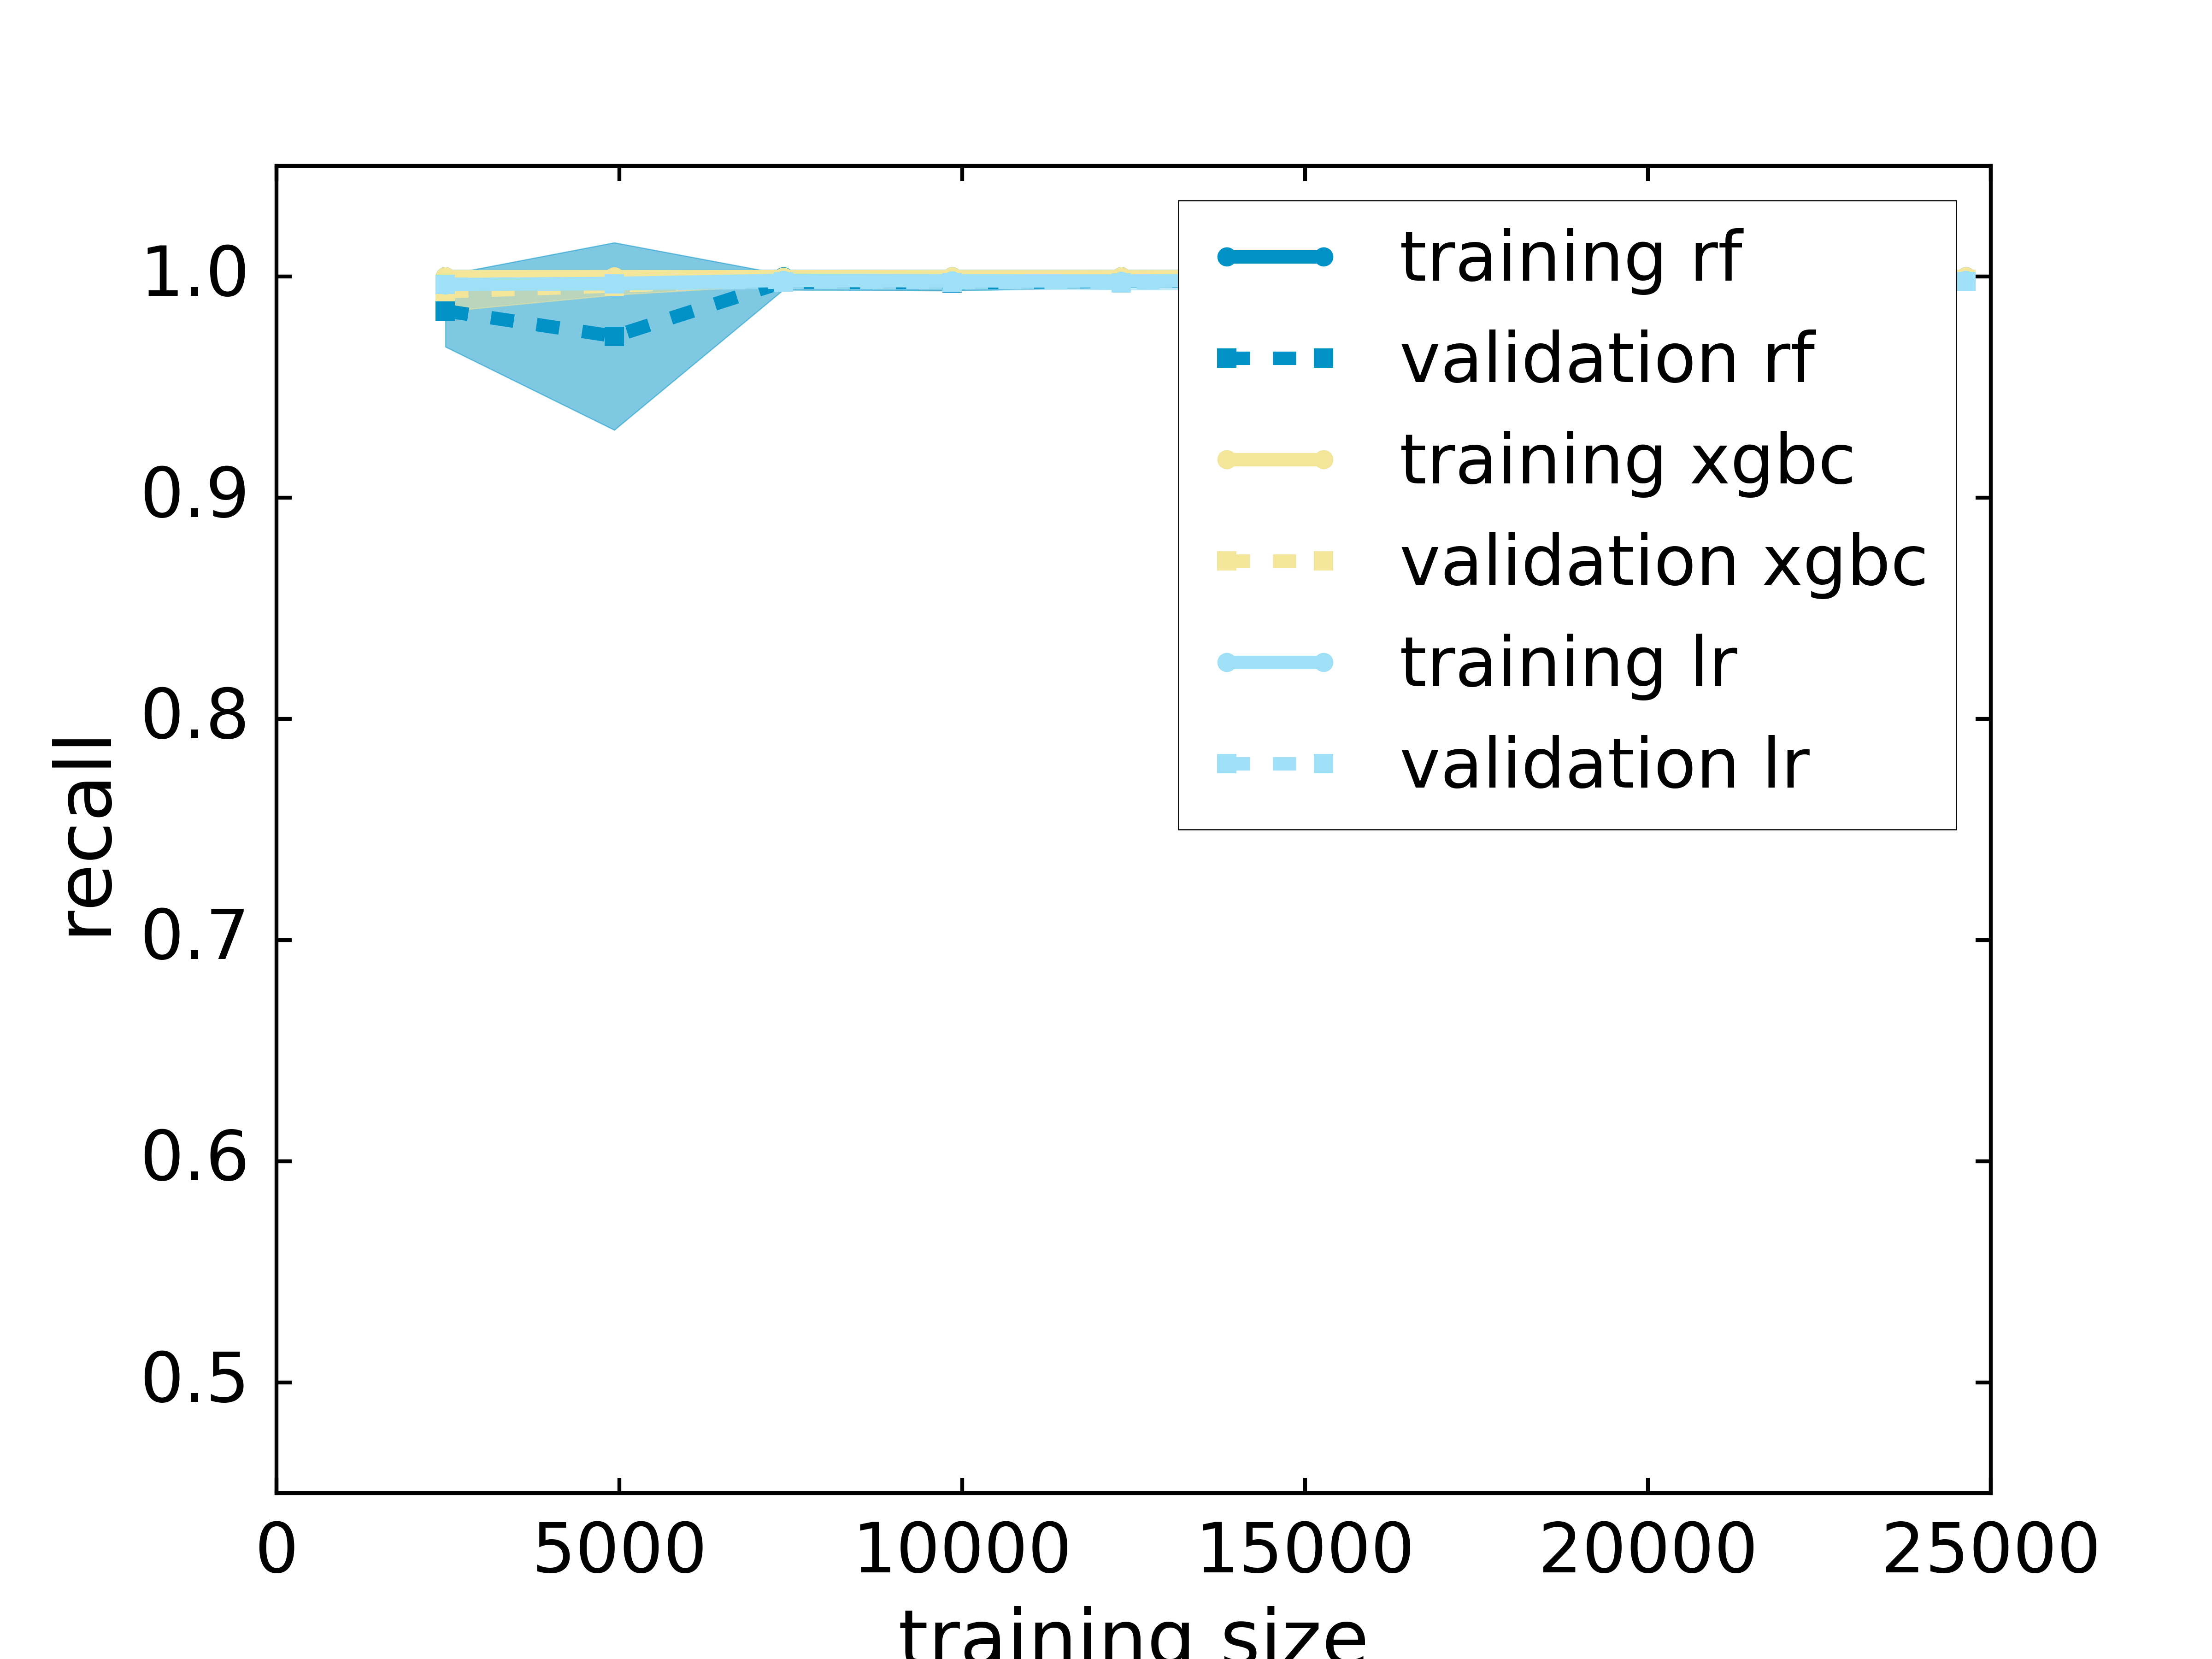 1.0
0.9
0.8
0.7
0.6
0.5
recall
training rf
validation rf
training xgbc
validation xgbc
training lr
validation lr
0 5000 10000 15000 20000 25000
training size